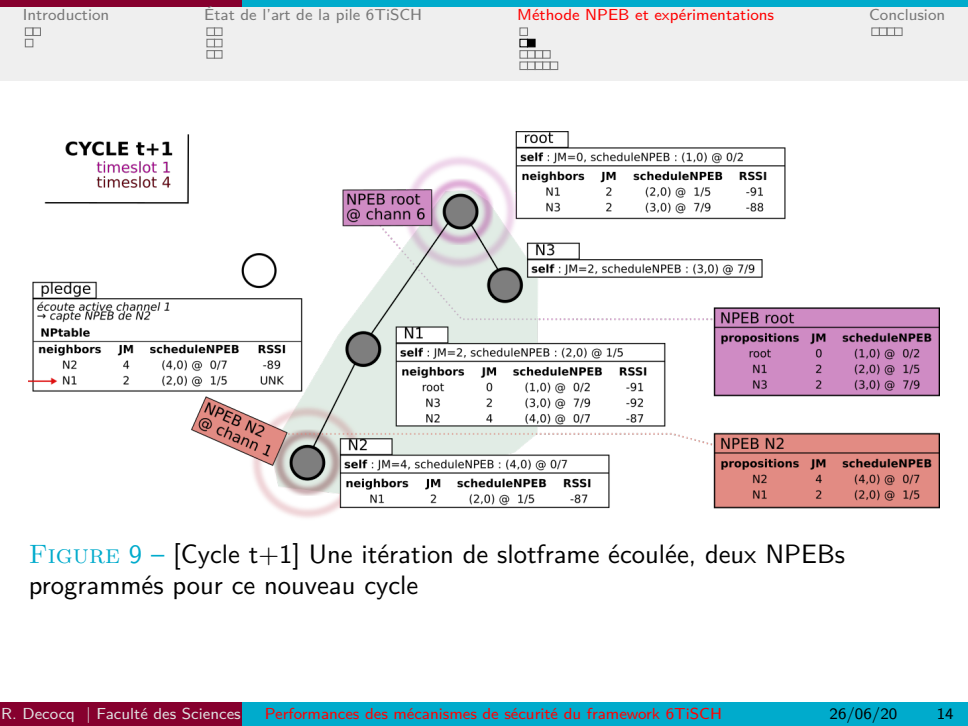 Introduction État de l'art de la pile 6TiSCH Méthode NPEB et expérimentations Conclusion
CYCLE t+1
timeslot 1
timeslot 4
root
self : JM=0, scheduleNPEB : (1,0) @ 0/2
neighbors JM scheduleNPEB RSSI
N1 2 (2,0) @ 1/5 -91
N3 2 (3,0) @ 7/9 -88
NPEB root
@ chann 6
N3
self : JM=2, scheduleNPEB : (3,0) @ 7/9
pledge
écoute active channel 1
→ capte NPEB de N2
NPtable
neighbors JM scheduleNPEB RSSI
N2 4 (4,0) @ 0/7 -89
N1 2 (2,0) @ 1/5 UNK
N1
self : JM=2, scheduleNPEB : (2,0) @ 1/5
neighbors JM scheduleNPEB RSSI
root 0 (1,0) @ 0/2 -91
N3 2 (3,0) @ 7/9 -92
N2 4 (4,0) @ 0/7 -87
NPEB root
propositions JM scheduleNPEB
root 0 (1,0) @ 0/2
N1 2 (2,0) @ 1/5
N3 2 (3,0) @ 7/9
NPEB N2
@ chann 1
N2
self : JM=4, scheduleNPEB : (4,0) @ 0/7
neighbors JM scheduleNPEB RSSI
N1 2 (2,0) @ 1/5 -87
NPEB N2
propositions JM scheduleNPEB
N2 4 (4,0) @ 0/7
N1 2 (2,0) @ 1/5
FIGURE 9 – [Cycle t+1] Une itération de slotframe écoulée, deux NPEBs
programmés pour ce nouveau cycle
R. Decocq | Faculté des Sciences Performances des mécanismes de sécurité du framework 6TiSCH 26/06/20 14